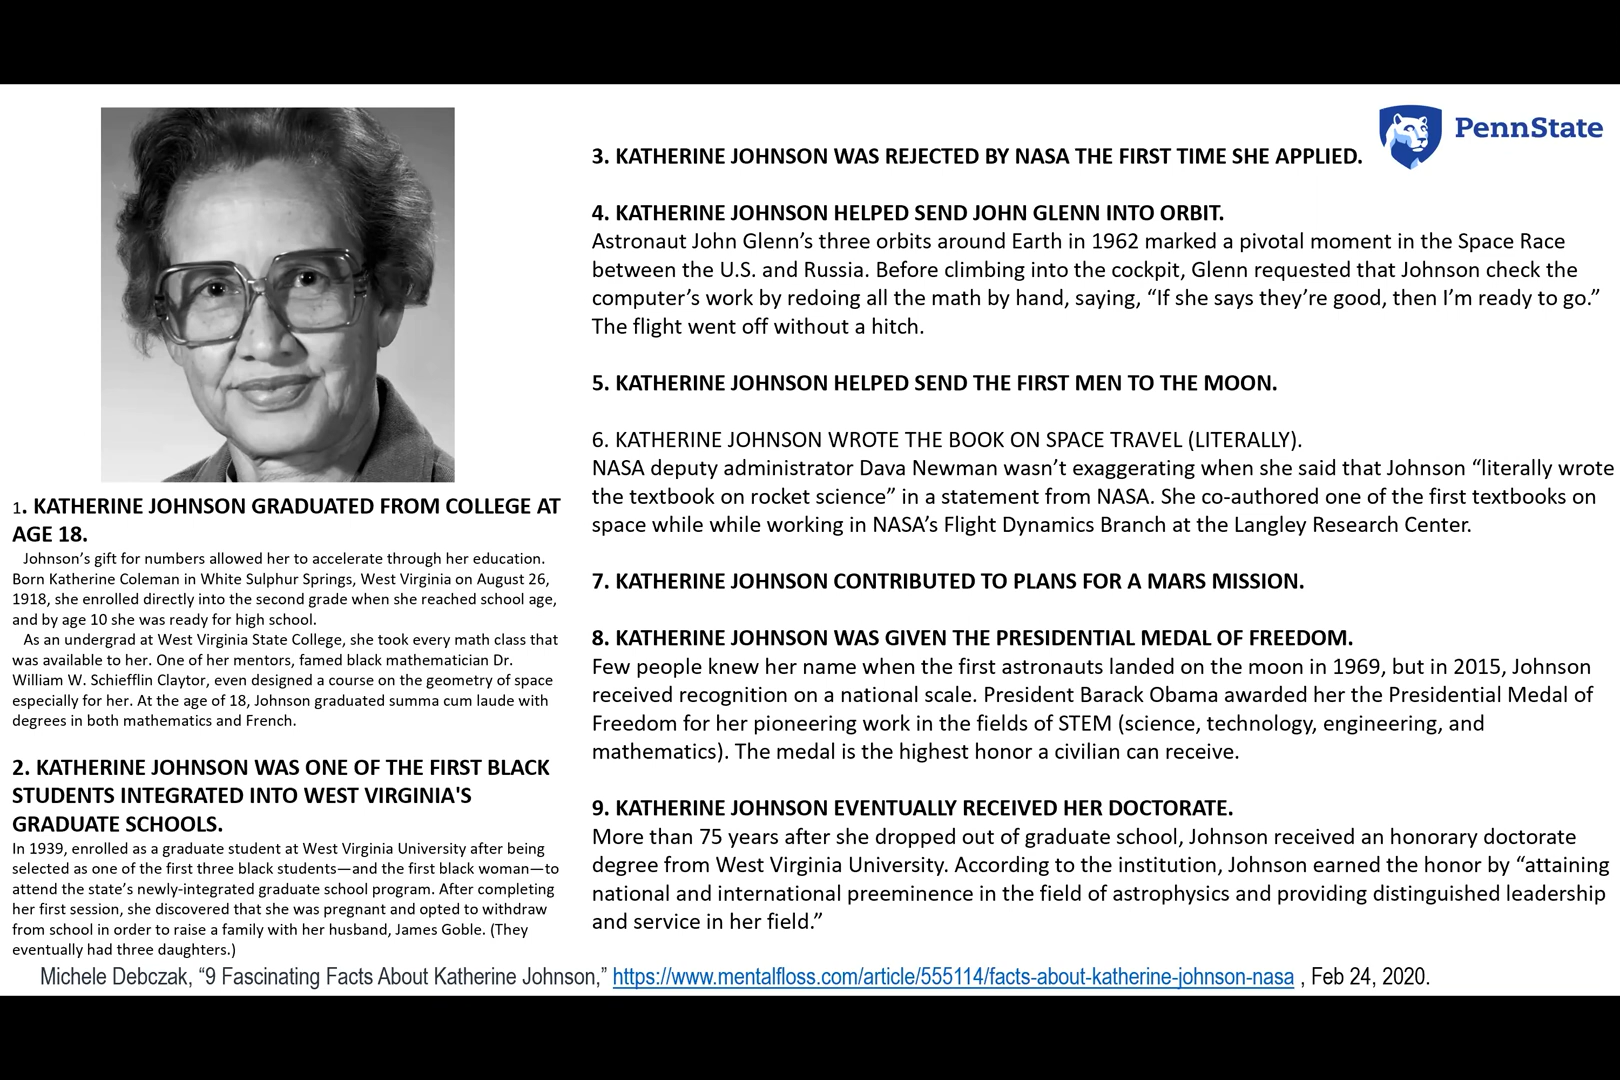 1. KATHERINE JOHNSON GRADUATED FROM COLLEGE AT
AGE 18.
Johnson’s gift for numbers allowed her to accelerate through her education.
Born Katherine Coleman in White Sulphur Springs, West Virginia on August 26,
1918, she enrolled directly into the second grade when she reached school age,
and by age 10 she was ready for high school.
As an undergrad at West Virginia State College, she took every math class that
was available to her. One of her mentors, famed black mathematician Dr.
William W. Schiefflin Claytor, even designed a course on the geometry of space
especially for her. At the age of 18, Johnson graduated summa cum laude with
degrees in both mathematics and French.
2. KATHERINE JOHNSON WAS ONE OF THE FIRST BLACK
STUDENTS INTEGRATED INTO WEST VIRGINIA'S
GRADUATE SCHOOLS.
In 1939, enrolled as a graduate student at West Virginia University after being
selected as one of the first three black students—and the first black woman—to
attend the state’s newly-integrated graduate school program. After completing
her first session, she discovered that she was pregnant and opted to withdraw
from school in order to raise a family with her husband, James Goble. (They
eventually had three daughters.)
PennState
3. KATHERINE JOHNSON WAS REJECTED BY NASA THE FIRST TIME SHE APPLIED.
4. KATHERINE JOHNSON HELPED SEND JOHN GLENN INTO ORBIT.
Astronaut John Glenn’s three orbits around Earth in 1962 marked a pivotal moment in the Space Race
between the U.S. and Russia. Before climbing into the cockpit, Glenn requested that Johnson check the
computer’s work by redoing all the math by hand, saying, “If she says they’re good, then I’m ready to go.”
The flight went off without a hitch.
5. KATHERINE JOHNSON HELPED SEND THE FIRST MEN TO THE MOON.
6. KATHERINE JOHNSON WROTE THE BOOK ON SPACE TRAVEL (LITERALLY).
NASA deputy administrator Dava Newman wasn’t exaggerating when she said that Johnson “literally wrote
the textbook on rocket science” in a statement from NASA. She co-authored one of the first textbooks on
space while while working in NASA’s Flight Dynamics Branch at the Langley Research Center.
7. KATHERINE JOHNSON CONTRIBUTED TO PLANS FOR A MARS MISSION.
8. KATHERINE JOHNSON WAS GIVEN THE PRESIDENTIAL MEDAL OF FREEDOM.
Few people knew her name when the first astronauts landed on the moon in 1969, but in 2015, Johnson
received recognition on a national scale. President Barack Obama awarded her the Presidential Medal of
Freedom for her pioneering work in the fields of STEM (science, technology, engineering, and
mathematics). The medal is the highest honor a civilian can receive.
9. KATHERINE JOHNSON EVENTUALLY RECEIVED HER DOCTORATE.
More than 75 years after she dropped out of graduate school, Johnson received an honorary doctorate
degree from West Virginia University. According to the institution, Johnson earned the honor by “attaining
national and international preeminence in the field of astrophysics and providing distinguished leadership
and service in her field.”
Michele Debczak, “9 Fascinating Facts About Katherine Johnson,” https://www.mentalfloss.com/article/555114/facts-about-katherine-johnson-nasa , Feb 24, 2020.